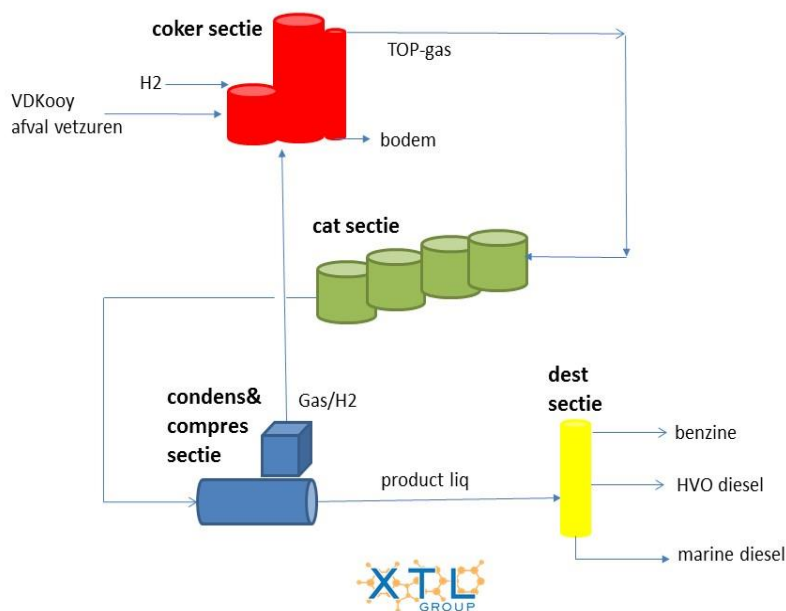 coker sectie
TOP-gas
H2
VDKooy
afval vetzuren
bodem
cat sectie
condens&
compres
sectie
Gas/H2
dest
sectie
benzine
product liq
HVO diesel
marine diesel
XTL
GROUP